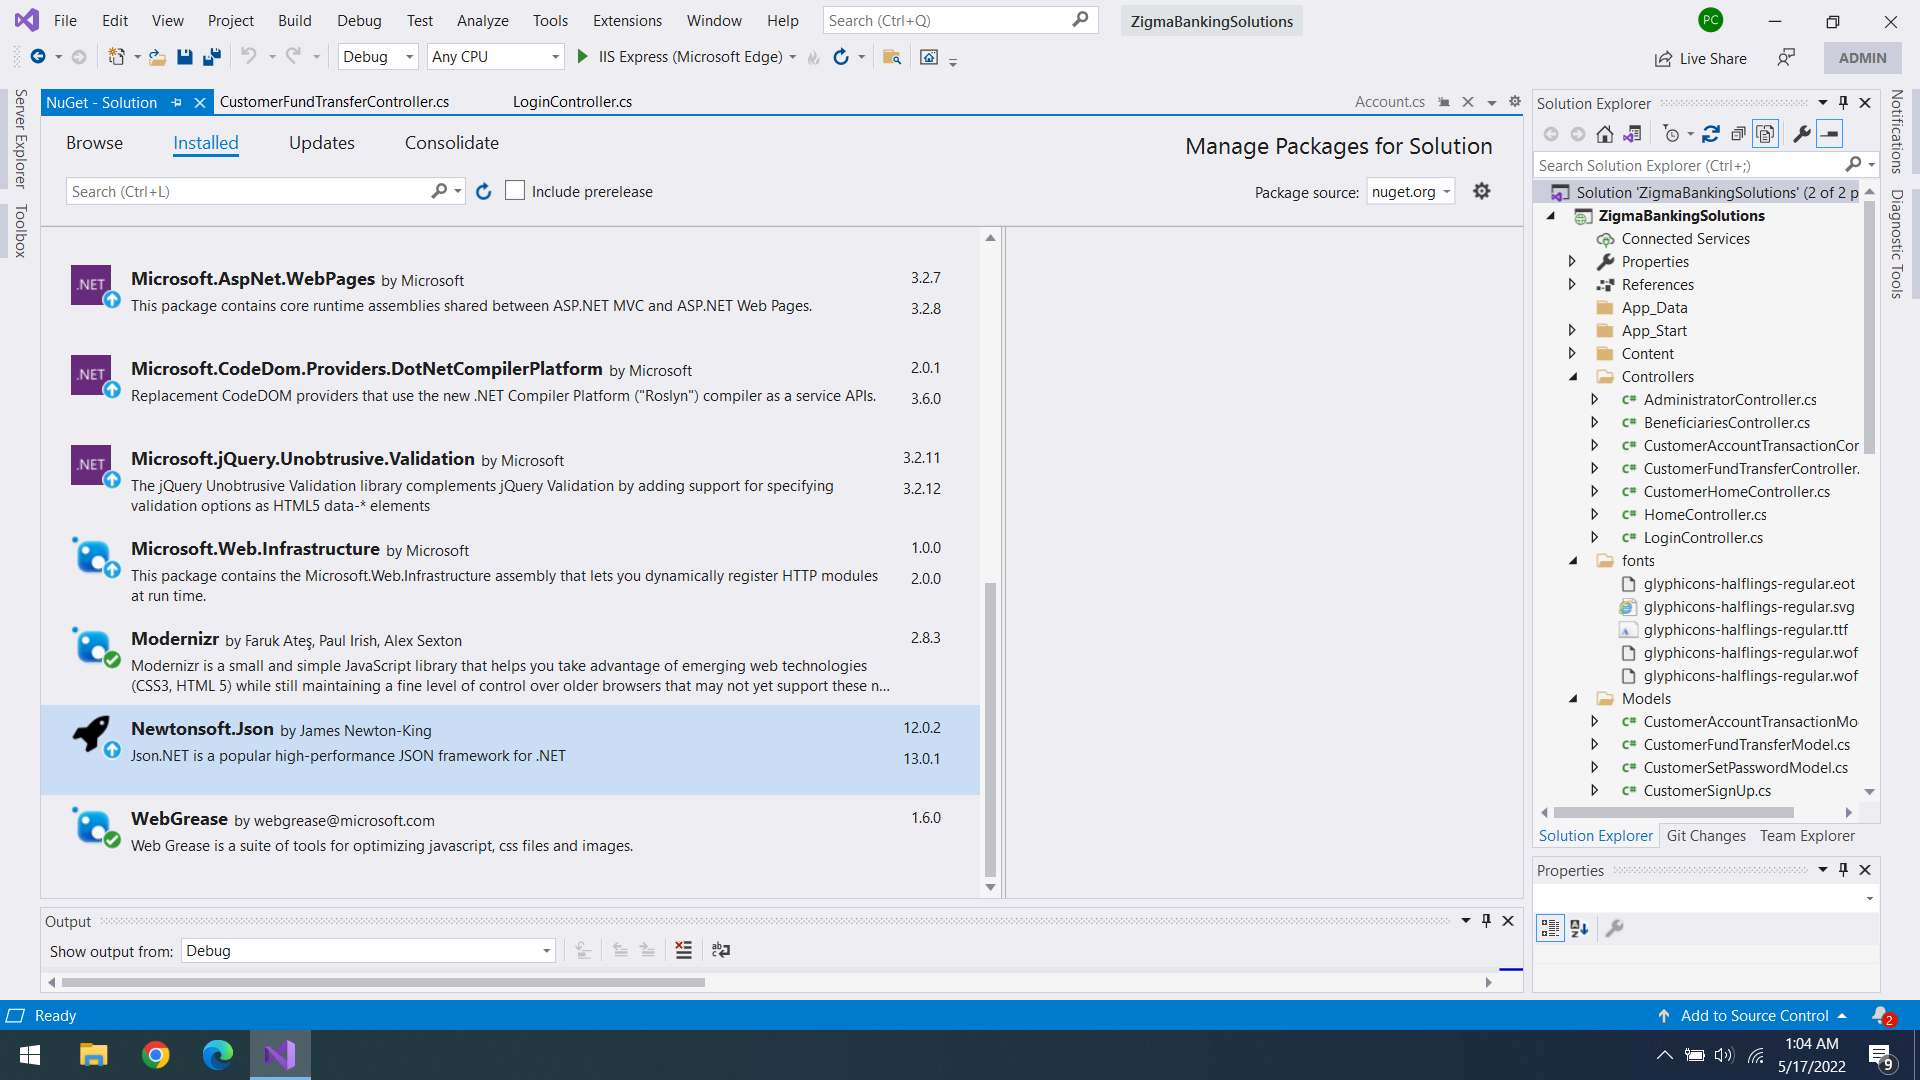 File Edit View Project Build Debug Test Analyze Tools Extensions Window Help Search (Ctrl+Q) ZigmaBankingSolutions PC
Debug Any CPU IIS Express (Microsoft Edge) Live Share ADMIN
Server Explorer
Toolbox
NuGet - Solution CustomerFundTransferController.cs LoginController.cs Account.cs
Browse Installed Updates Consolidate Manage Packages for Solution
Search (Ctrl+L) Include prerelease Package source: nuget.org
.NET Microsoft.AspNet.WebPages by Microsoft 3.2.7
This package contains core runtime assemblies shared between ASP.NET MVC and ASP.NET Web Pages. 3.2.8
.NET Microsoft.CodeDom.Providers.DotNetCompilerPlatform by Microsoft 2.0.1
Replacement CodeDOM providers that use the new .NET Compiler Platform ("Roslyn") compiler as a service APIs. 3.6.0
.NET Microsoft.jQuery.Unobtrusive.Validation by Microsoft 3.2.11
The jQuery Unobtrusive Validation library complements jQuery Validation by adding support for specifying 3.2.12
validation options as HTML5 data-* elements
Microsoft.Web.Infrastructure by Microsoft 1.0.0
This package contains the Microsoft.Web.Infrastructure assembly that lets you dynamically register HTTP modules 2.0.0
at run time.
Modernizr by Faruk Ateş, Paul Irish, Alex Sexton 2.8.3
Modernizr is a small and simple JavaScript library that helps you take advantage of emerging web technologies
(CSS3, HTML 5) while still maintaining a fine level of control over older browsers that may not yet support these n...
Newtonsoft.Json by James Newton-King 12.0.2
Json.NET is a popular high-performance JSON framework for .NET 13.0.1
WebGrease by webgrease@microsoft.com 1.6.0
Web Grease is a suite of tools for optimizing javascript, css files and images.
Output
Show output from: Debug
Solution Explorer
Search Solution Explorer (Ctrl+;)
Solution 'ZigmaBankingSolutions' (2 of 2 p
ZigmaBankingSolutions
Connected Services
Properties
References
App_Data
App_Start
Content
Controllers
C# AdministratorController.cs
C# BeneficiariesController.cs
C# CustomerAccountTransactionCor
C# CustomerFundTransferController.
C# CustomerHomeController.cs
C# HomeController.cs
C# LoginController.cs
fonts
glyphicons-halflings-regular.eot
glyphicons-halflings-regular.svg
glyphicons-halflings-regular.ttf
glyphicons-halflings-regular.wof
glyphicons-halflings-regular.wof
Models
C# CustomerAccountTransactionMo
C# CustomerFundTransferModel.cs
C# CustomerSetPasswordModel.cs
C# CustomerSignUp.cs
Solution Explorer Git Changes Team Explorer
Properties
Notifications
Diagnostic Tools
Ready Add to Source Control 2
1:04 AM
5/17/2022 9